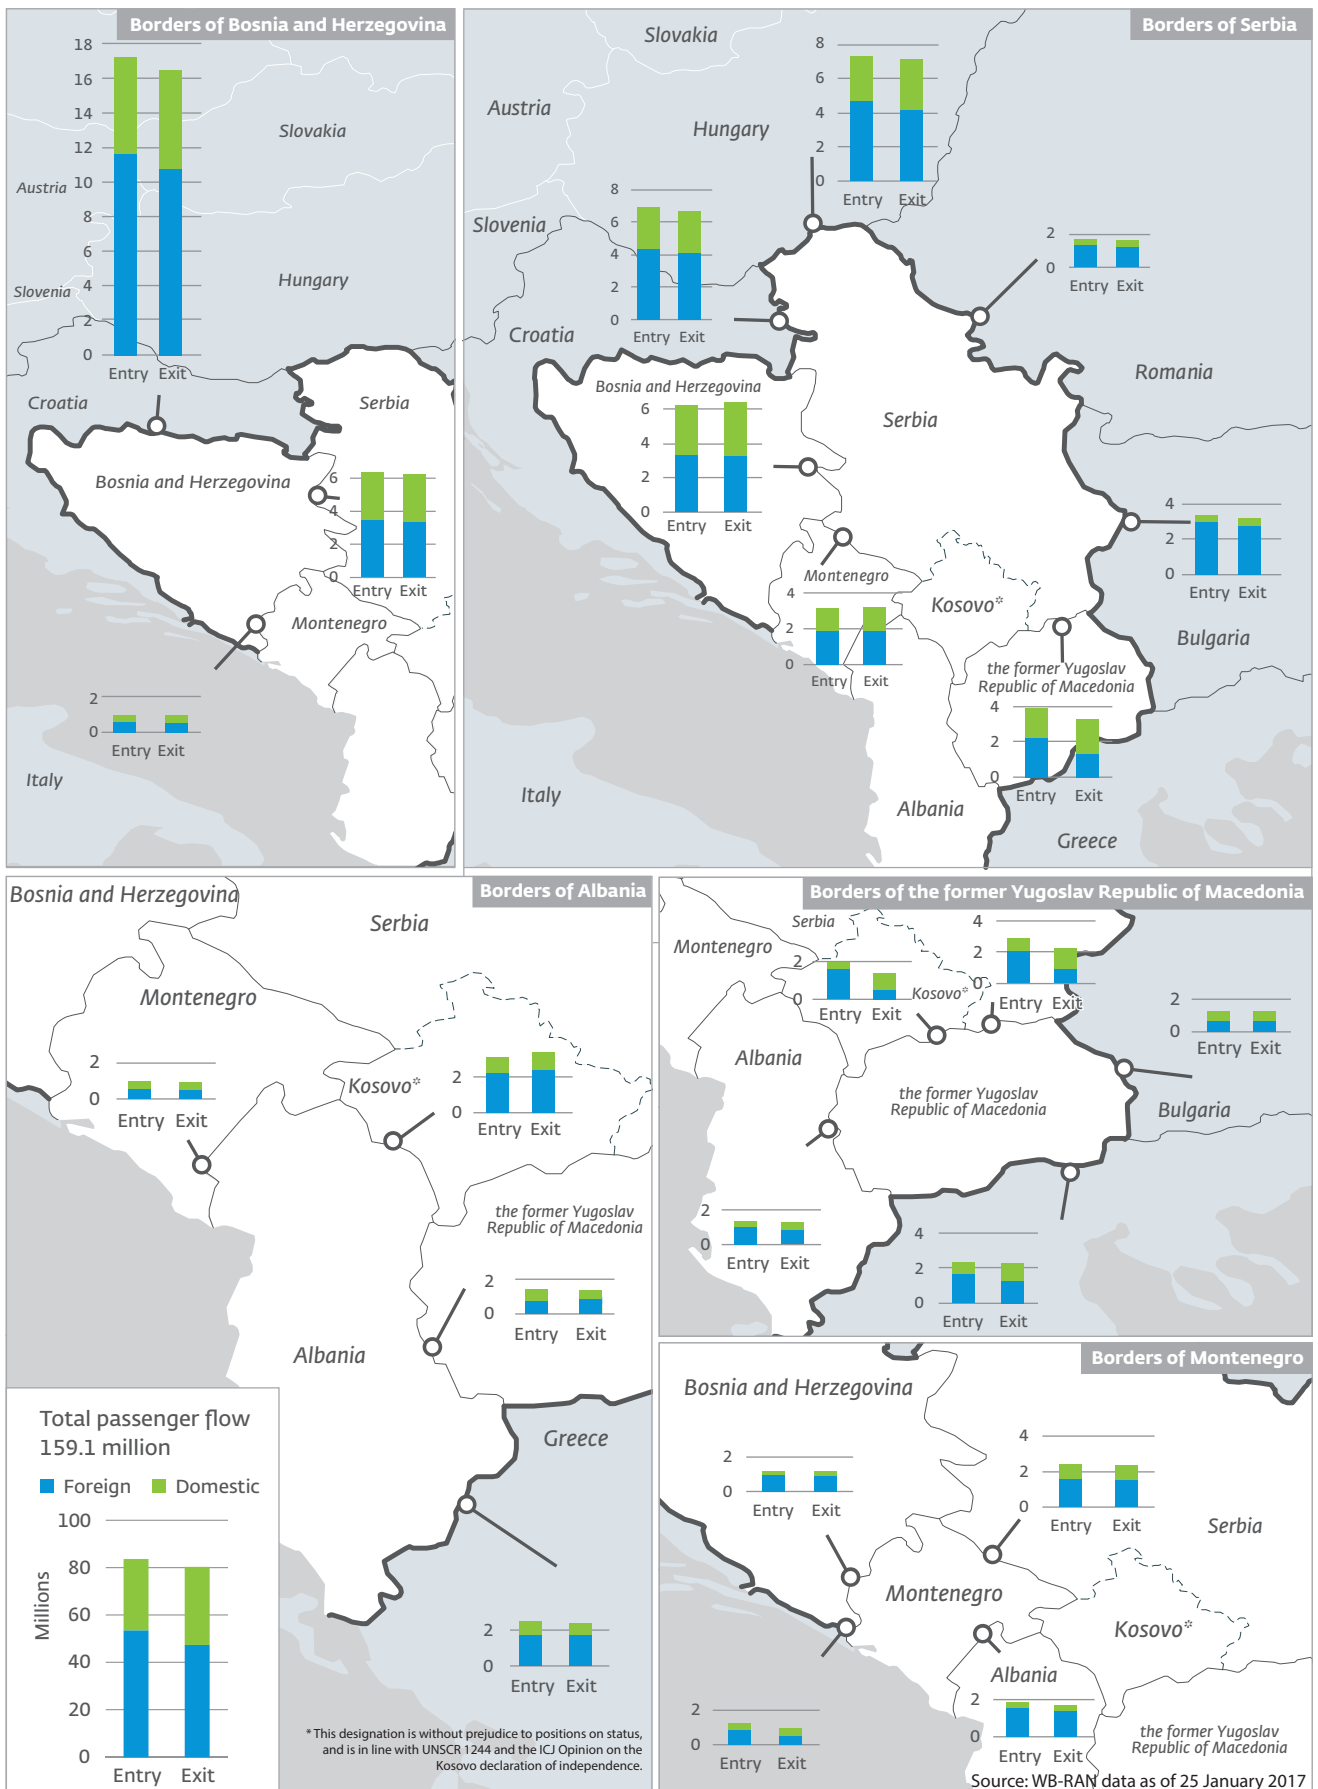 Borders of Bosnia and Herzegovina
18
16
14
12
10
8
6
4
2
0
Entry Exit
Slovakia
Austria
Slovenia
Hungary
Croatia
Serbia
Bosnia and Herzegovina
6
4
2
0
Entry Exit
Montenegro
2
0
Entry Exit
Italy
Borders of Serbia
Slovakia
Austria
Hungary
Slovenia
Croatia
8
6
4
2
0
Entry Exit
8
6
4
2
0
Entry Exit
2
0
Entry Exit
Romania
Bosnia and Herzegovina
6
4
2
0
Entry Exit
Serbia
4
2
0
Entry Exit
Montenegro
4
2
0
Entry Exit
Kosovo*
Bulgaria
the former Yugoslav
Republic of Macedonia
4
2
0
Entry Exit
Italy
Albania
Greece
Borders of Albania
Bosnia and Herzegovina
Serbia
Montenegro
2
0
Entry Exit
Kosovo*
2
0
Entry Exit
the former Yugoslav
Republic of Macedonia
2
0
Entry Exit
Albania
Greece
2
0
Entry Exit
Total passenger flow
159.1 million
Foreign Domestic
100
80
60
40
20
0
Millions
Entry Exit
* This designation is without prejudice to positions on status,
and is in line with UNSCR 1244 and the ICJ Opinion on the
Kosovo declaration of independence.
Borders of the former Yugoslav Republic of Macedonia
Serbia
Montenegro
2
0
Entry Exit
Kosovo*
4
2
0
Entry Exit
2
0
Entry Exit
Albania
the former Yugoslav
Republic of Macedonia
Bulgaria
2
0
Entry Exit
4
2
0
Entry Exit
Borders of Montenegro
Bosnia and Herzegovina
2
0
Entry Exit
4
2
0
Entry Exit
Serbia
Montenegro
Kosovo*
Albania
2
0
Entry Exit
2
0
Entry Exit
the former Yugoslav
Republic of Macedonia
Source: WB-RAN data as of 25 January 2017